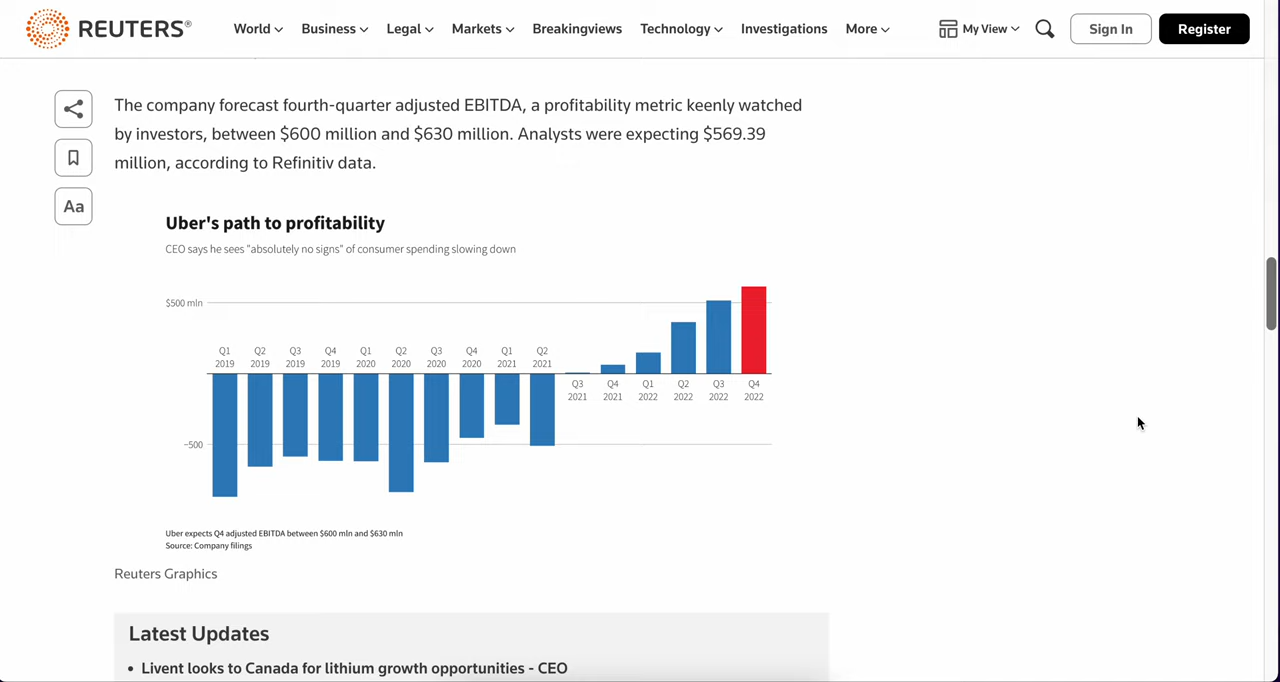 REUTERS®
World Business Legal Markets Breakingviews Technology Investigations More My View Sign In Register
The company forecast fourth-quarter adjusted EBITDA, a profitability metric keenly watched
by investors, between $600 million and $630 million. Analysts were expecting $569.39
million, according to Refinitiv data.
Aa
Uber's path to profitability
CEO says he sees "absolutely no signs" of consumer spending slowing down
$500 mln
Q1 Q2 Q3 Q4 Q1 Q2 Q3 Q4 Q1 Q2
2019 2019 2019 2019 2020 2020 2020 2020 2021 2021
Q3 Q4 Q1 Q2 Q3 Q4
2021 2021 2022 2022 2022 2022
−500
Uber expects Q4 adjusted EBITDA between $600 mln and $630 mln
Source: Company filings
Reuters Graphics
Latest Updates
• Livent looks to Canada for lithium growth opportunities - CEO